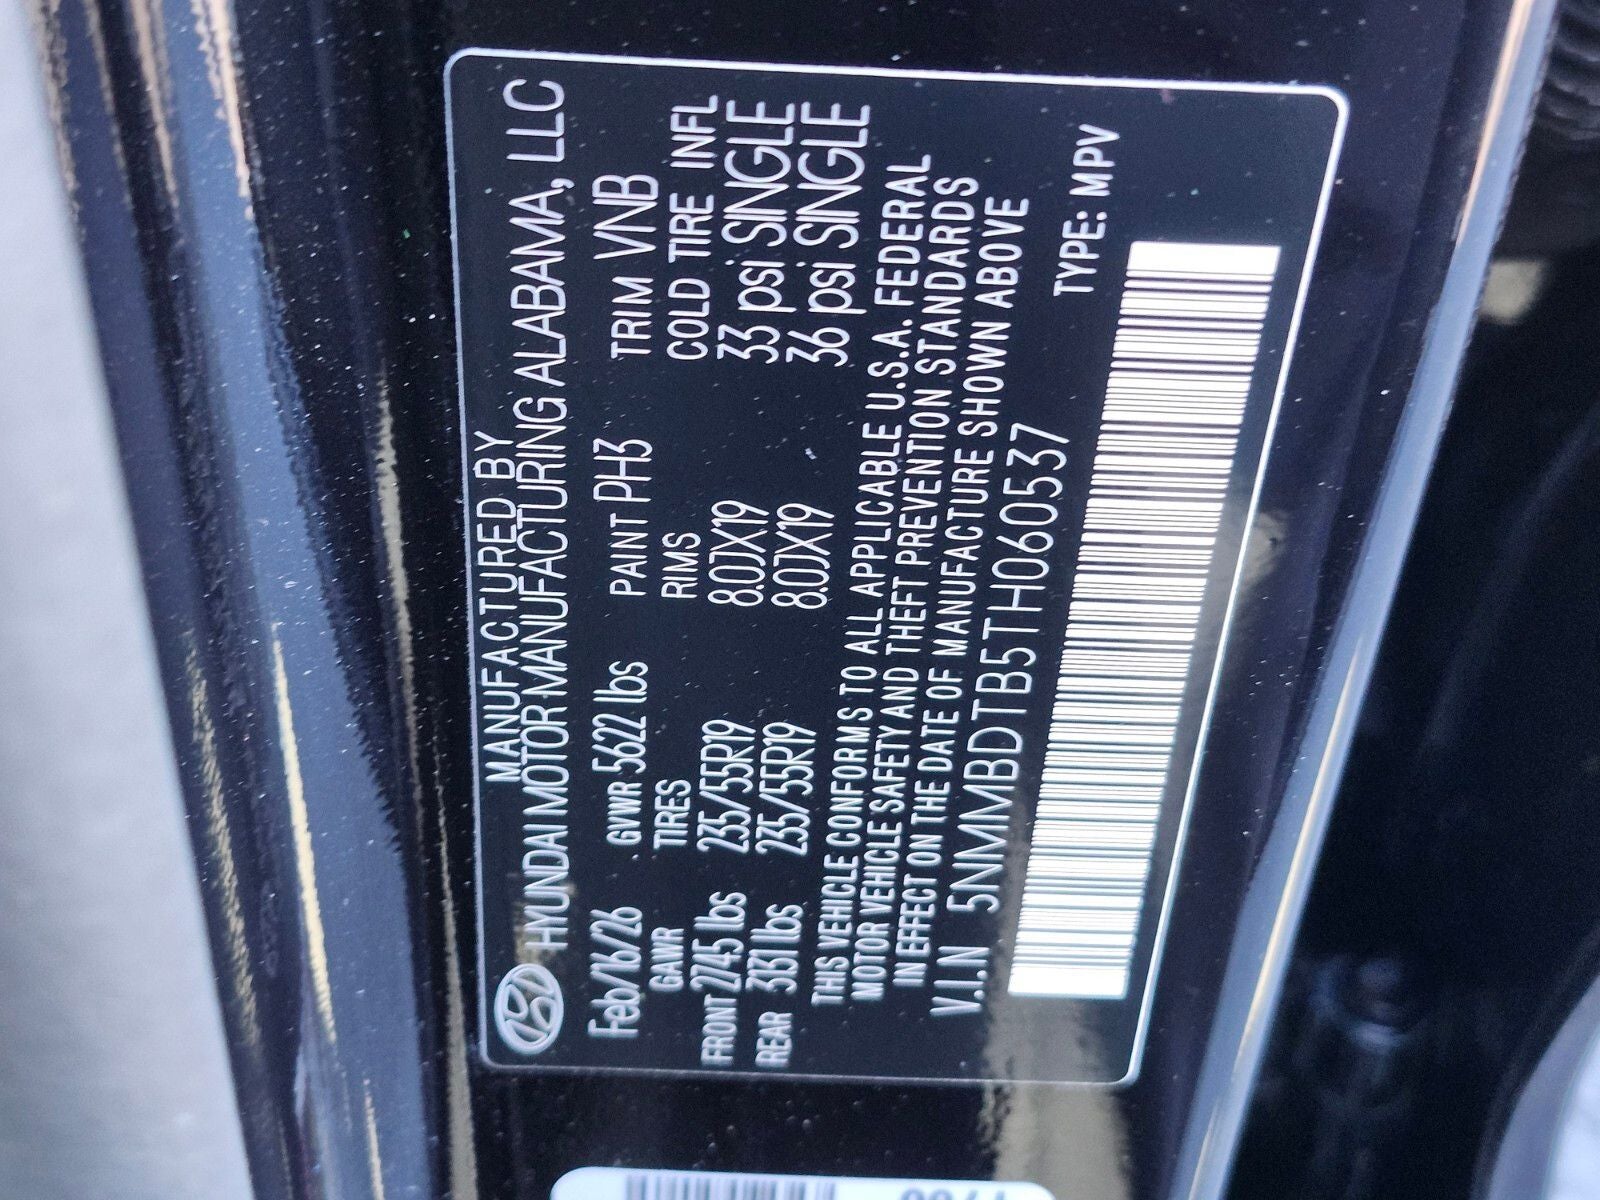 MANUFACTURED BY
HYUNDAI MOTOR MANUFACTURING ALABAMA, LLC
Feb/16/26 GVWR 5622 lbs PAINT PH3 TRIM VNB
GAWR TIRES RIMS COLD TIRE INFL
FRONT 2745 lbs 235/55R19 8.0JX19 33 psi SINGLE
REAR 3131 lbs 235/55R19 8.0JX19 36 psi SINGLE
THIS VEHICLE CONFORMS TO ALL APPLICABLE U.S.A. FEDERAL
MOTOR VEHICLE SAFETY AND THEFT PREVENTION STANDARDS
IN EFFECT ON THE DATE OF MANUFACTURE SHOWN ABOVE
V.I.N 5NMMBDTB5TH060537 TYPE: MPV